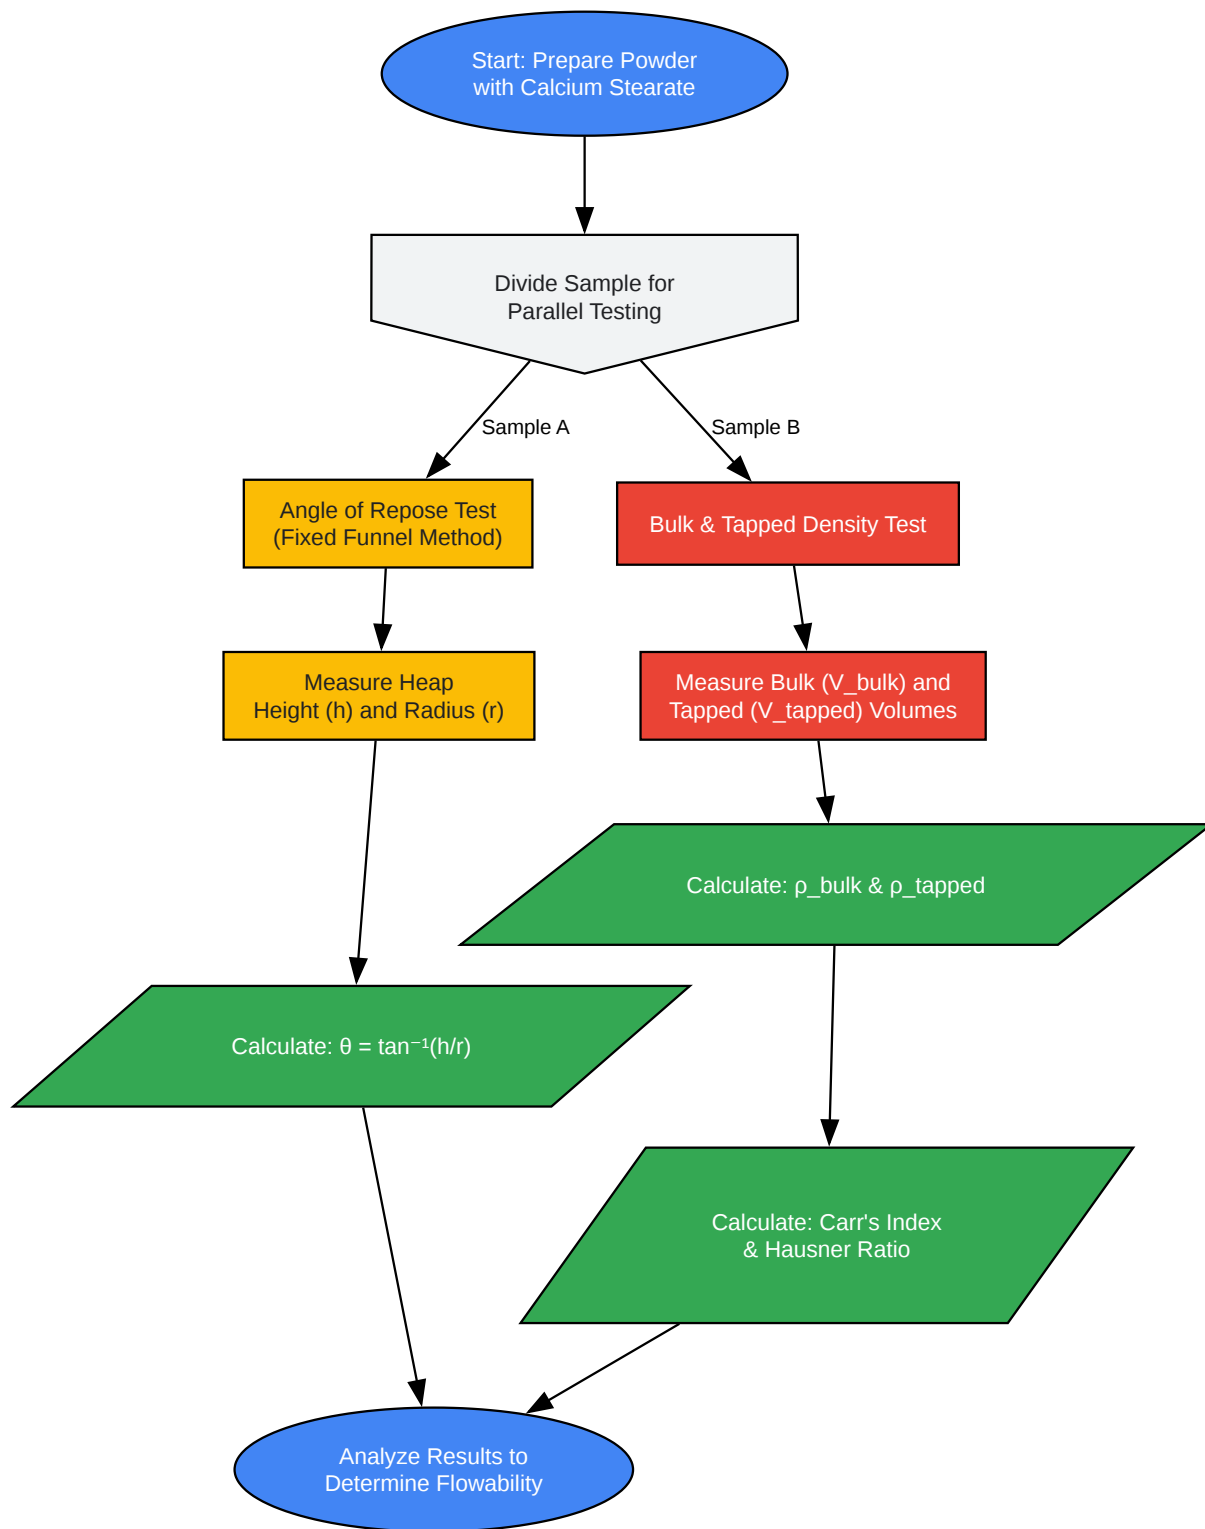 Start: Prepare Powder
with Calcium Stearate
Divide Sample for
Parallel Testing
Sample A
Sample B
Angle of Repose Test
(Fixed Funnel Method)
Bulk & Tapped Density Test
Measure Heap
Height (h) and Radius (r)
Measure Bulk (V_bulk) and
Tapped (V_tapped) Volumes
Calculate: ρ_bulk & ρ_tapped
Calculate: θ = tan⁻¹(h/r)
Calculate: Carr's Index
& Hausner Ratio
Analyze Results to
Determine Flowability